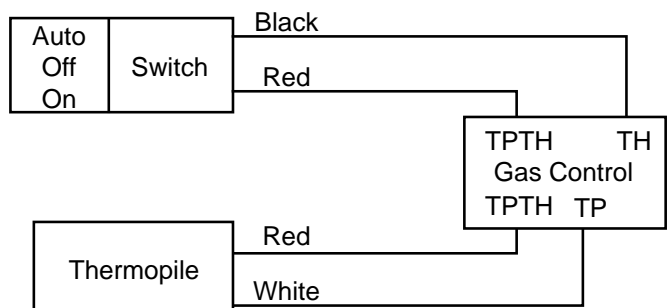 Auto
Off
On
Switch
Black
Red
TPTH TH
Gas Control
TPTH TP
Thermopile
Red
White